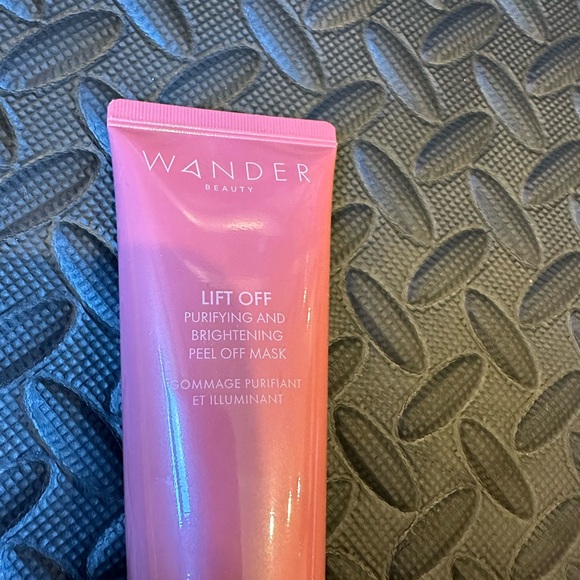 WANDER
BEAUTY
LIFT OFF
PURIFYING AND
BRIGHTENING
PEEL OFF MASK
GOMMAGE PURIFIANT
ET ILLUMINANT